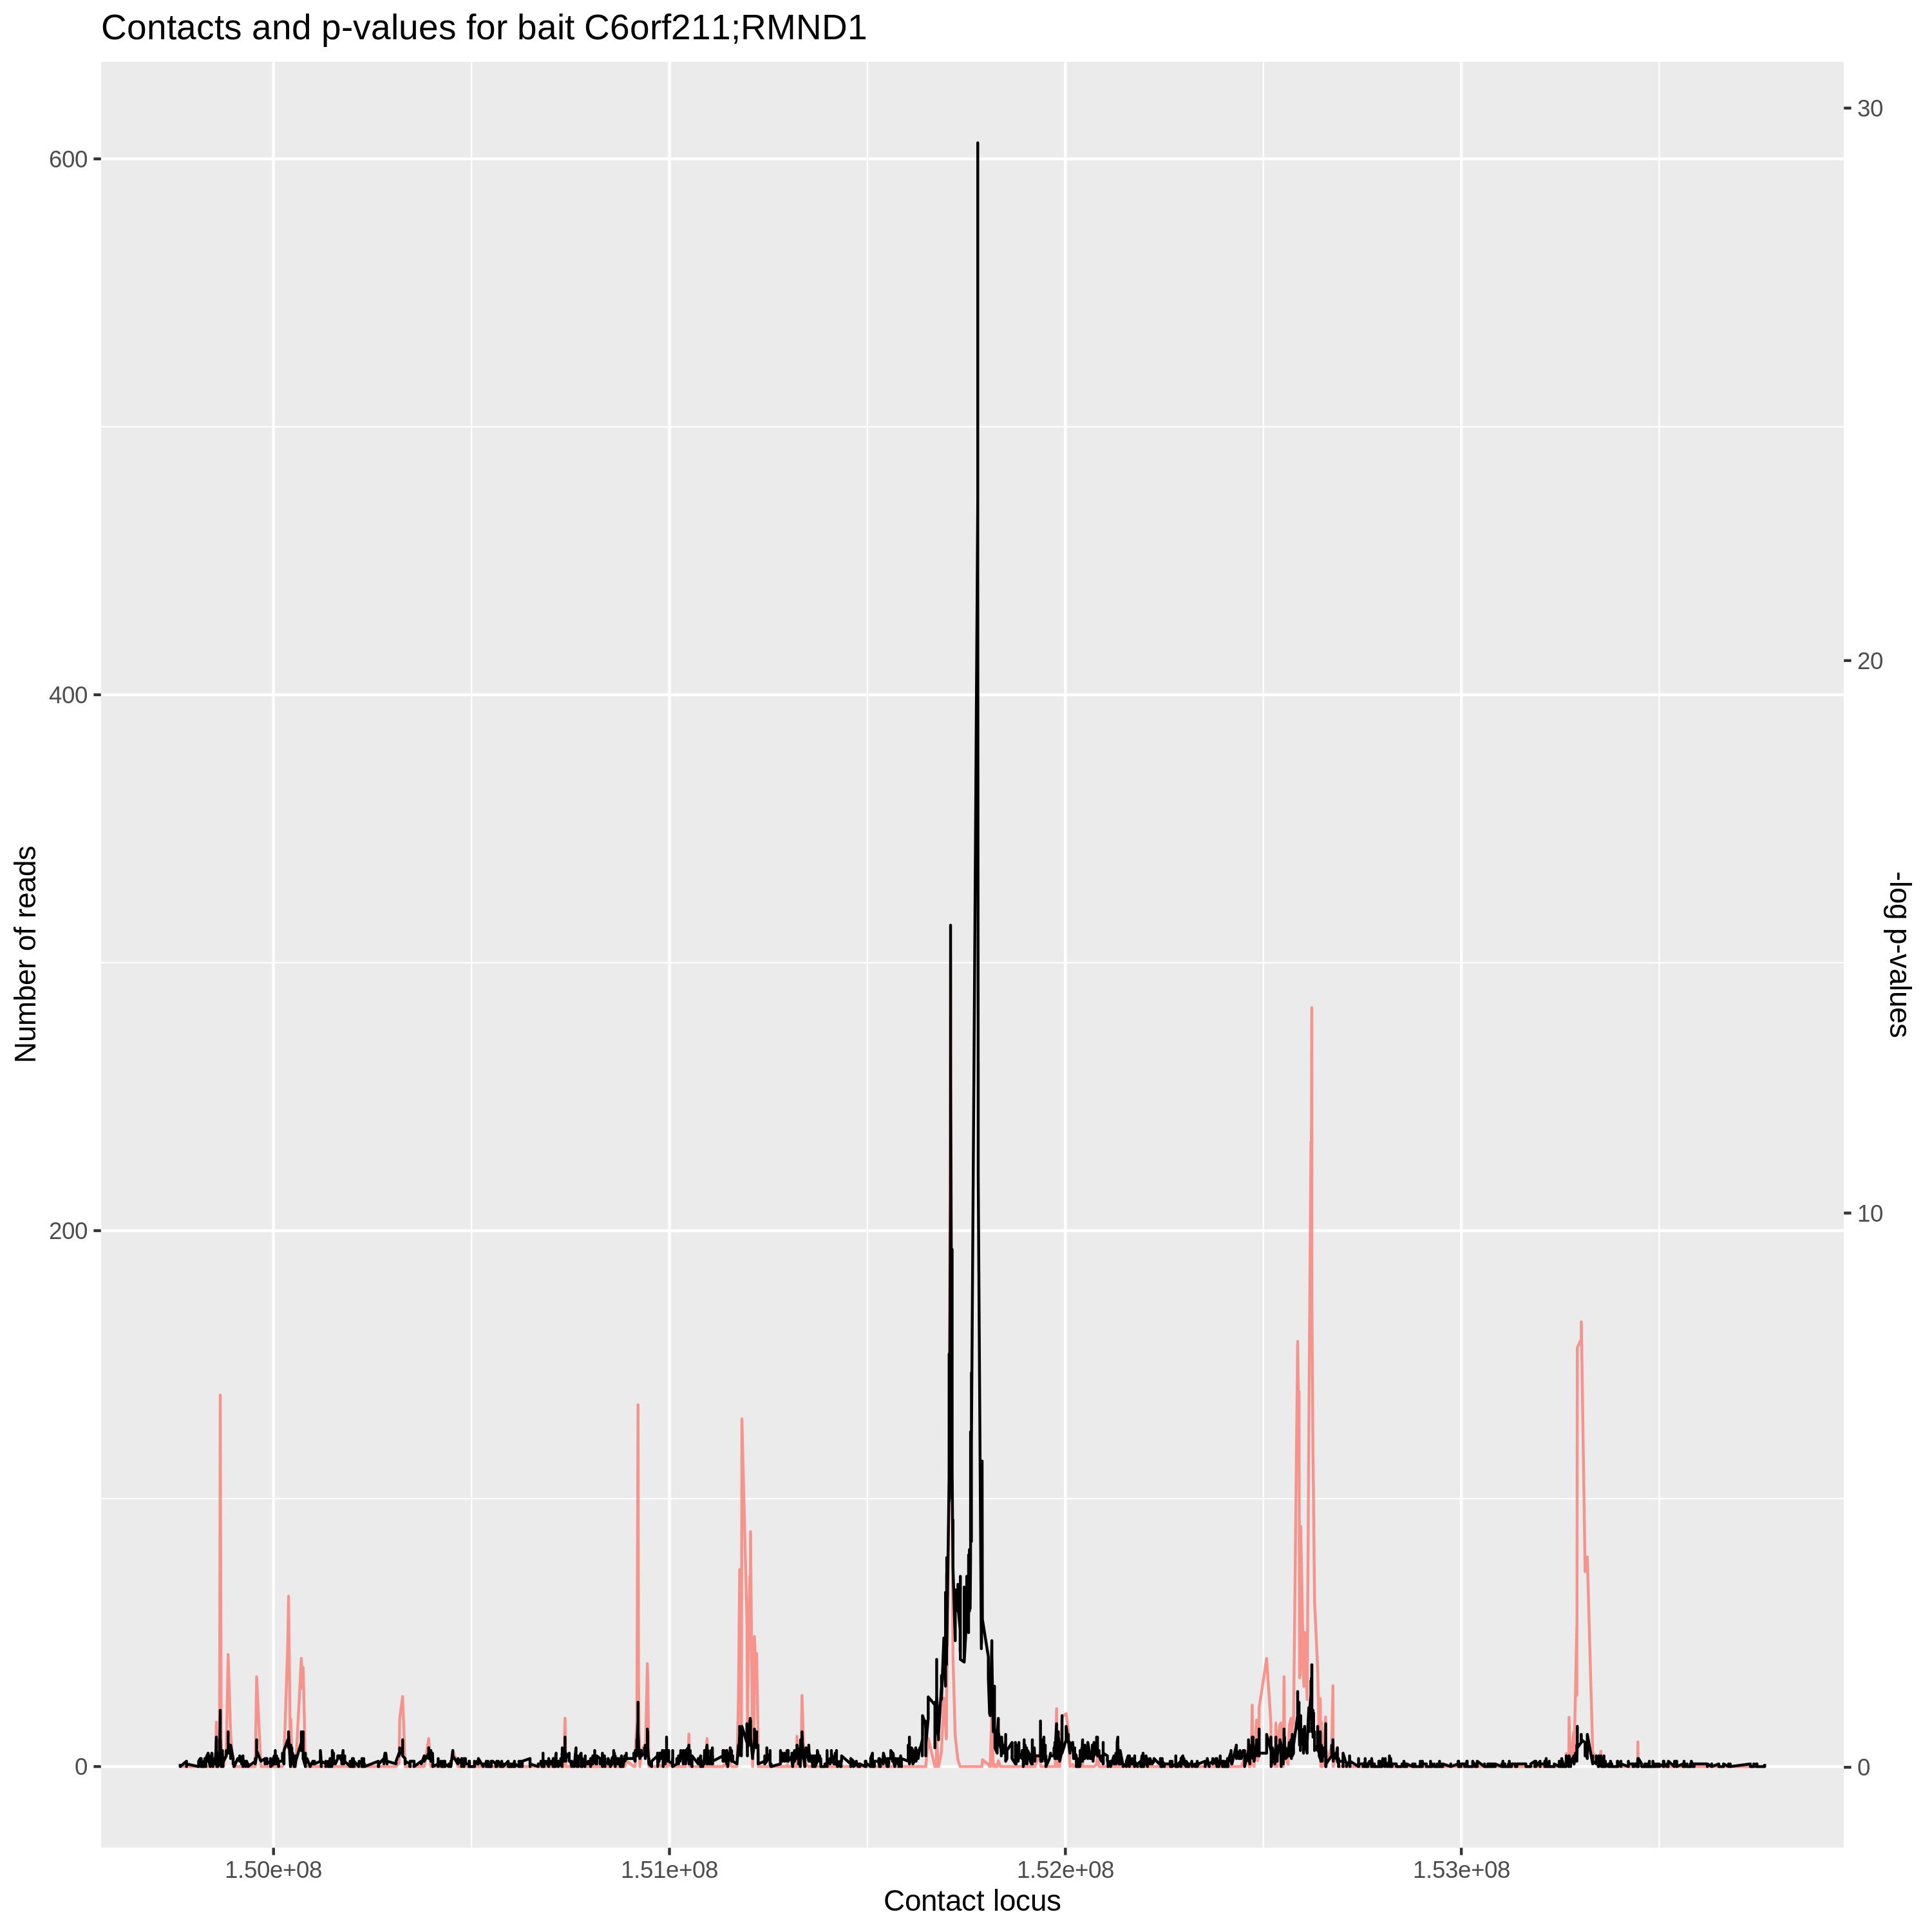 Contacts and p-values for bait C6orf211;RMND1
Number of reads
600
400
200
0
30
20
10
0
-log p-values
1.50e+08
1.51e+08
1.52e+08
1.53e+08
Contact locus